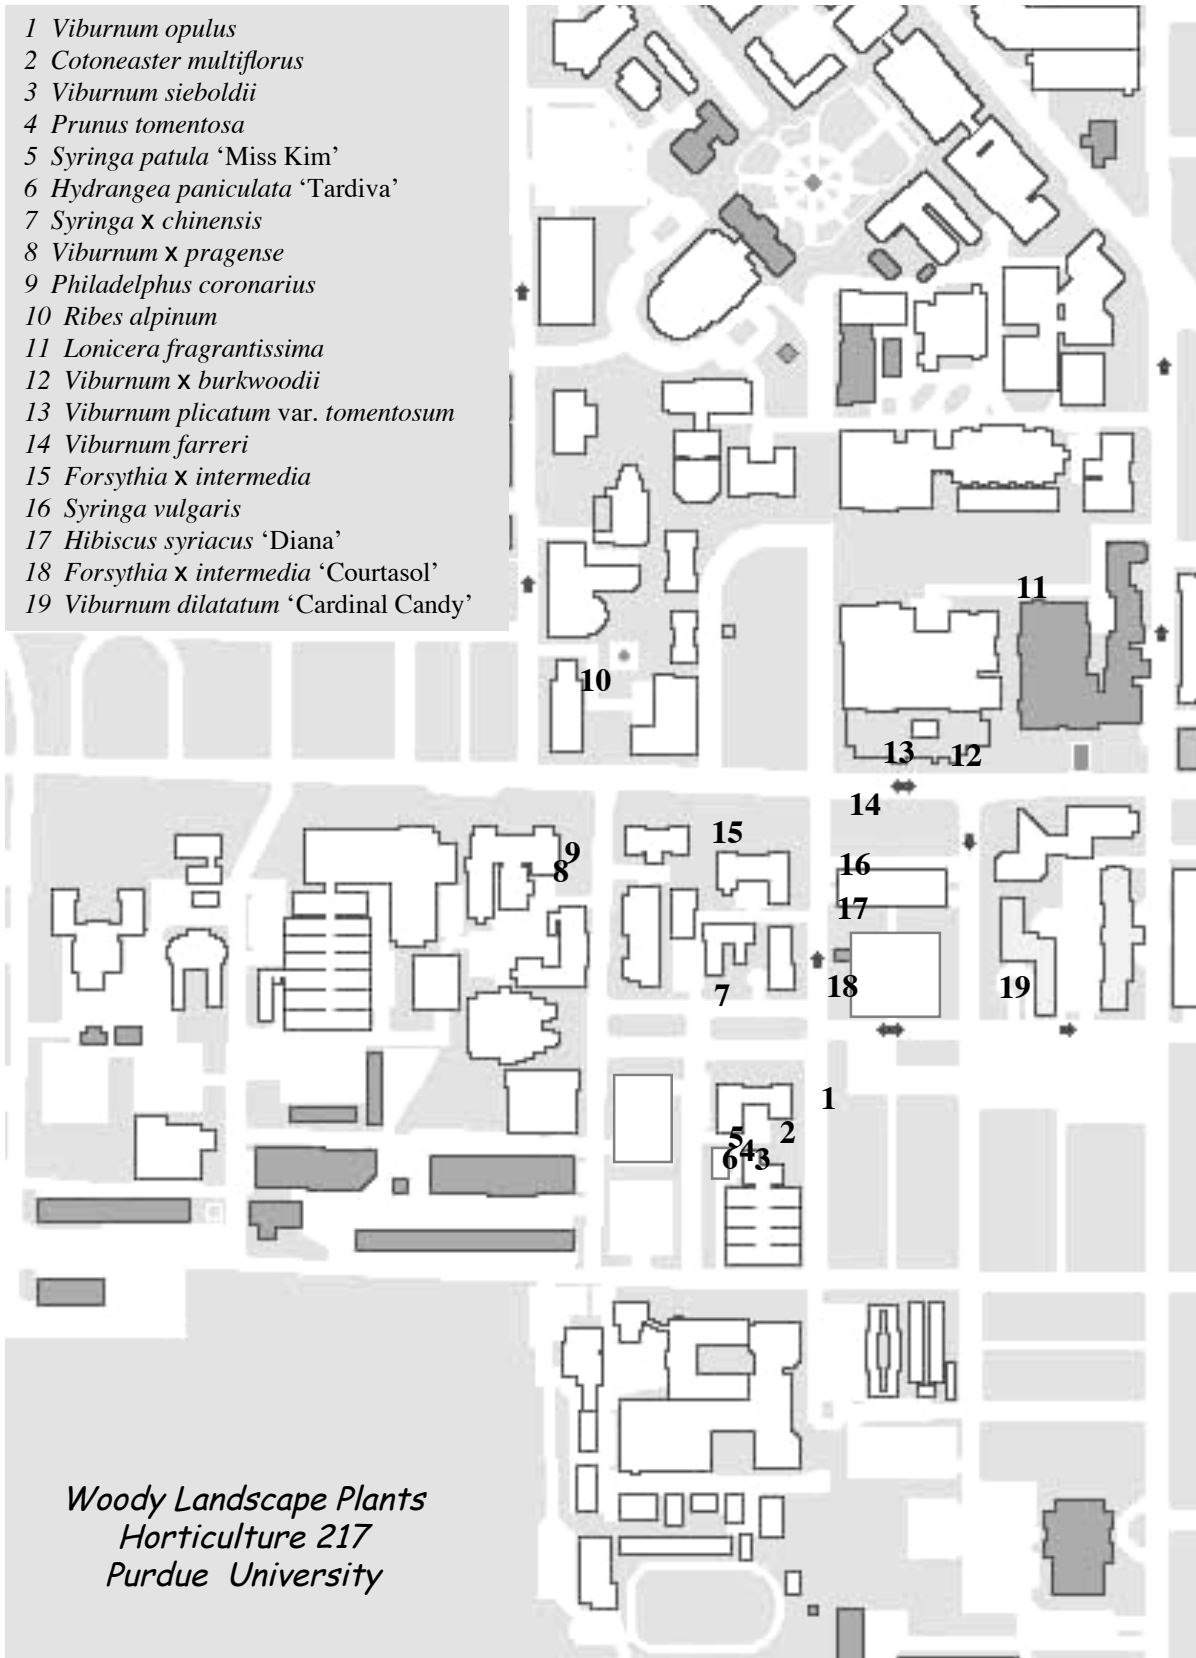 1 Viburnum opulus
2 Cotoneaster multiflorus
3 Viburnum sieboldii
4 Prunus tomentosa
5 Syringa patula ‘Miss Kim’
6 Hydrangea paniculata ‘Tardiva’
7 Syringa x chinensis
8 Viburnum x pragense
9 Philadelphus coronarius
10 Ribes alpinum
11 Lonicera fragrantissima
12 Viburnum x burkwoodii
13 Viburnum plicatum var. tomentosum
14 Viburnum farreri
15 Forsythia x intermedia
16 Syringa vulgaris
17 Hibiscus syriacus ‘Diana’
18 Forsythia x intermedia ‘Courtasol’
19 Viburnum dilatatum ‘Cardinal Candy’
11
10
13 12
14
15
9
8
16
17
7
18
19
1
2
5
4
6
3
Woody Landscape Plants
Horticulture 217
Purdue University